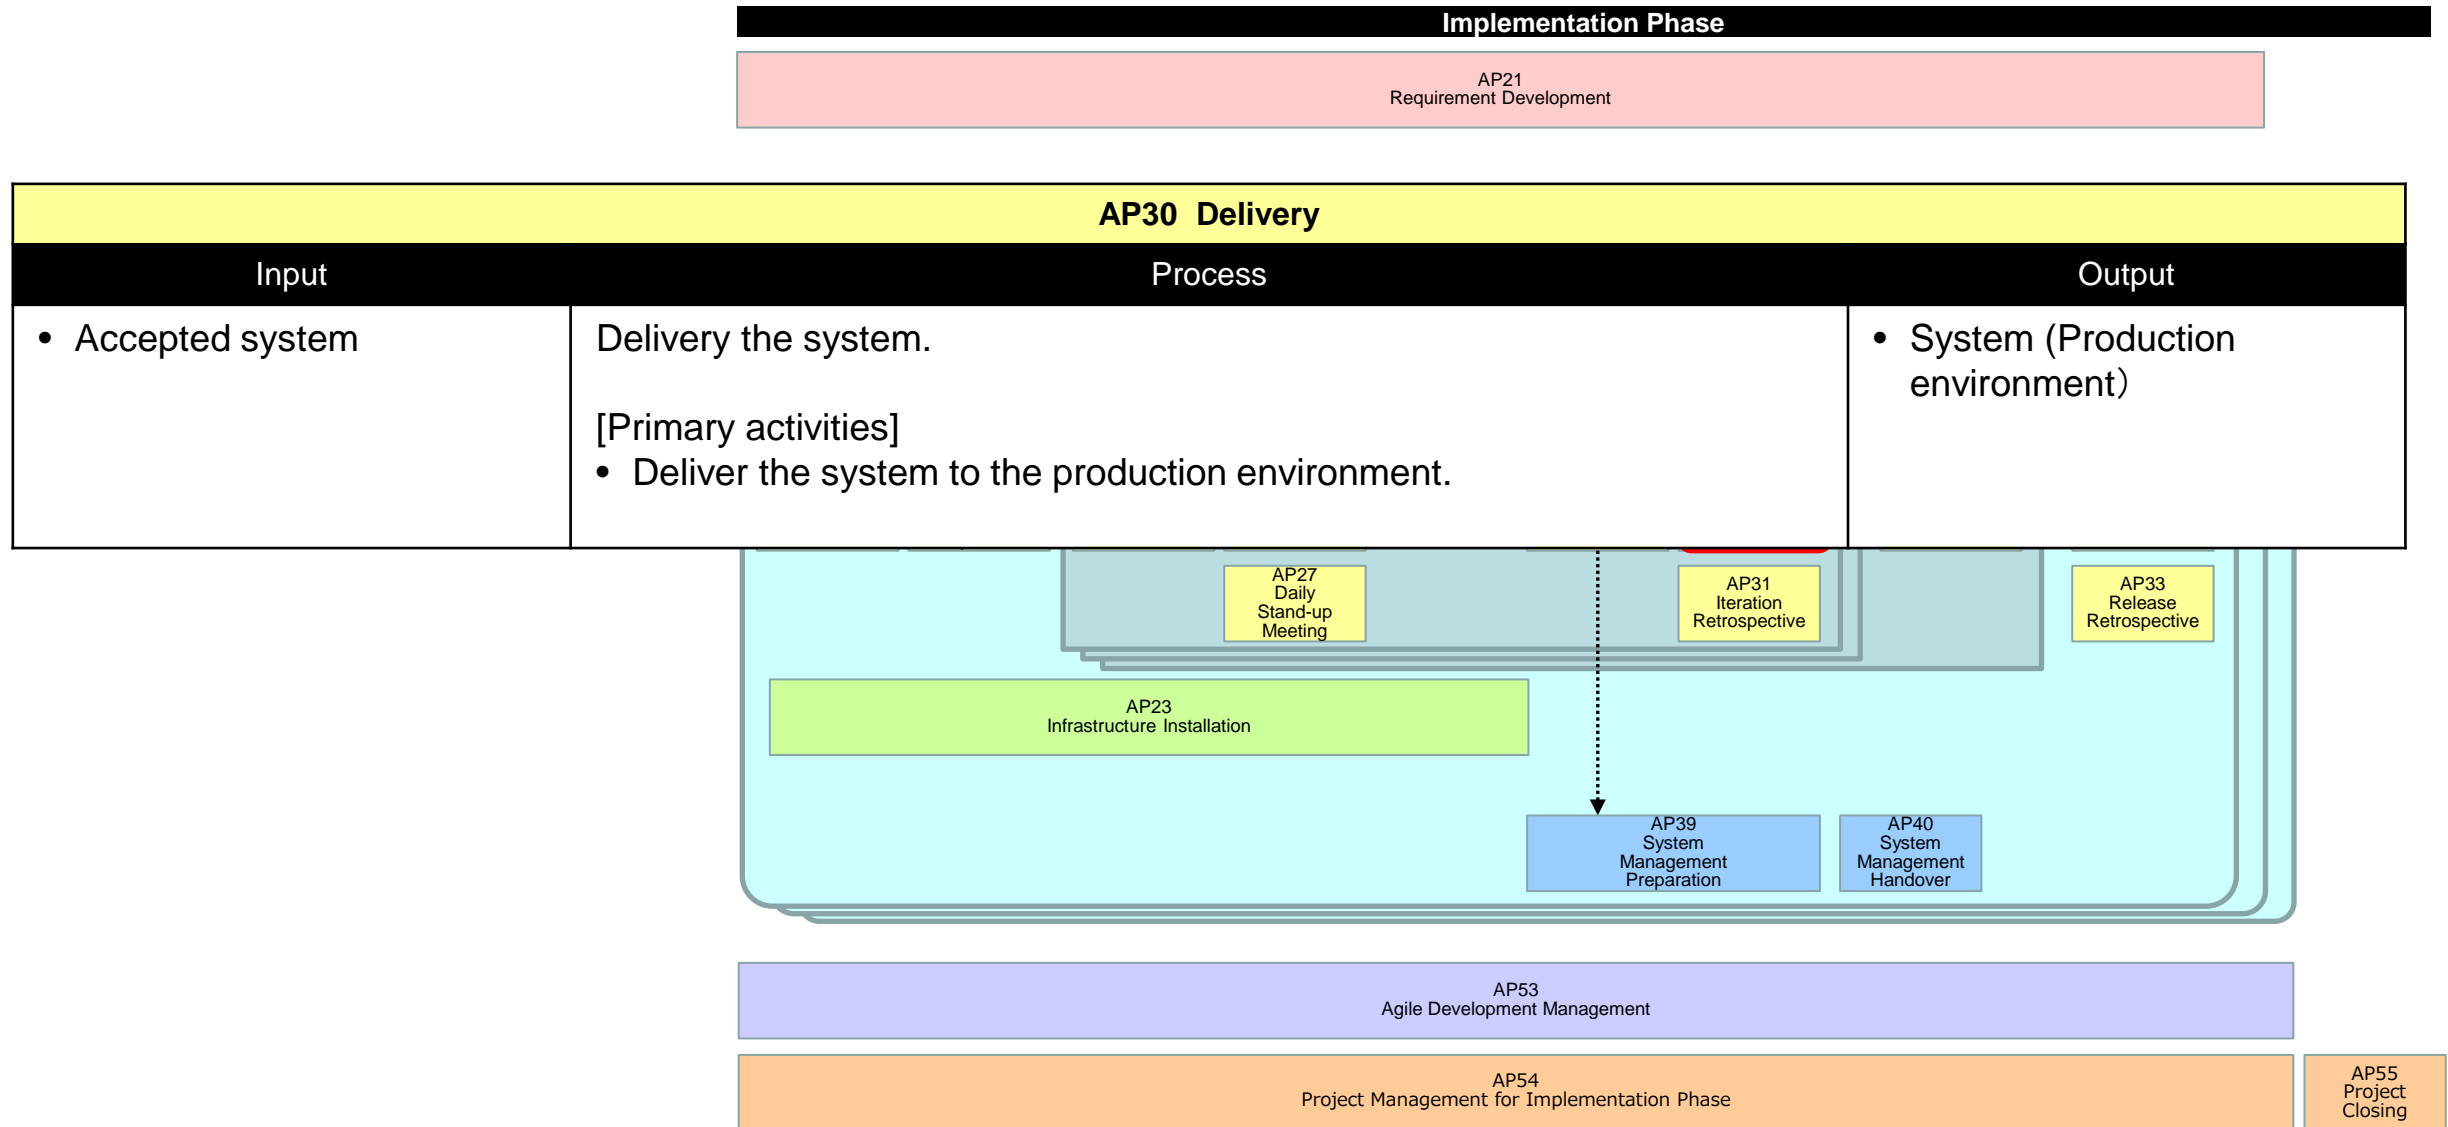 Implementation Phase
AP21
Requirement Development
AP30  Delivery
Input
Process
Output
• Accepted system
Delivery the system.
[Primary activities]
• Deliver the system to the production environment.
• System (Production
environment）
AP27
Daily
Stand-up
Meeting
AP31
Iteration
Retrospective
AP33
Release
Retrospective
AP23
Infrastructure Installation
AP39
System
Management
Preparation
AP40
System
Management
Handover
AP53
Agile Development Management
AP54
Project Management for Implementation Phase
AP55
Project
Closing